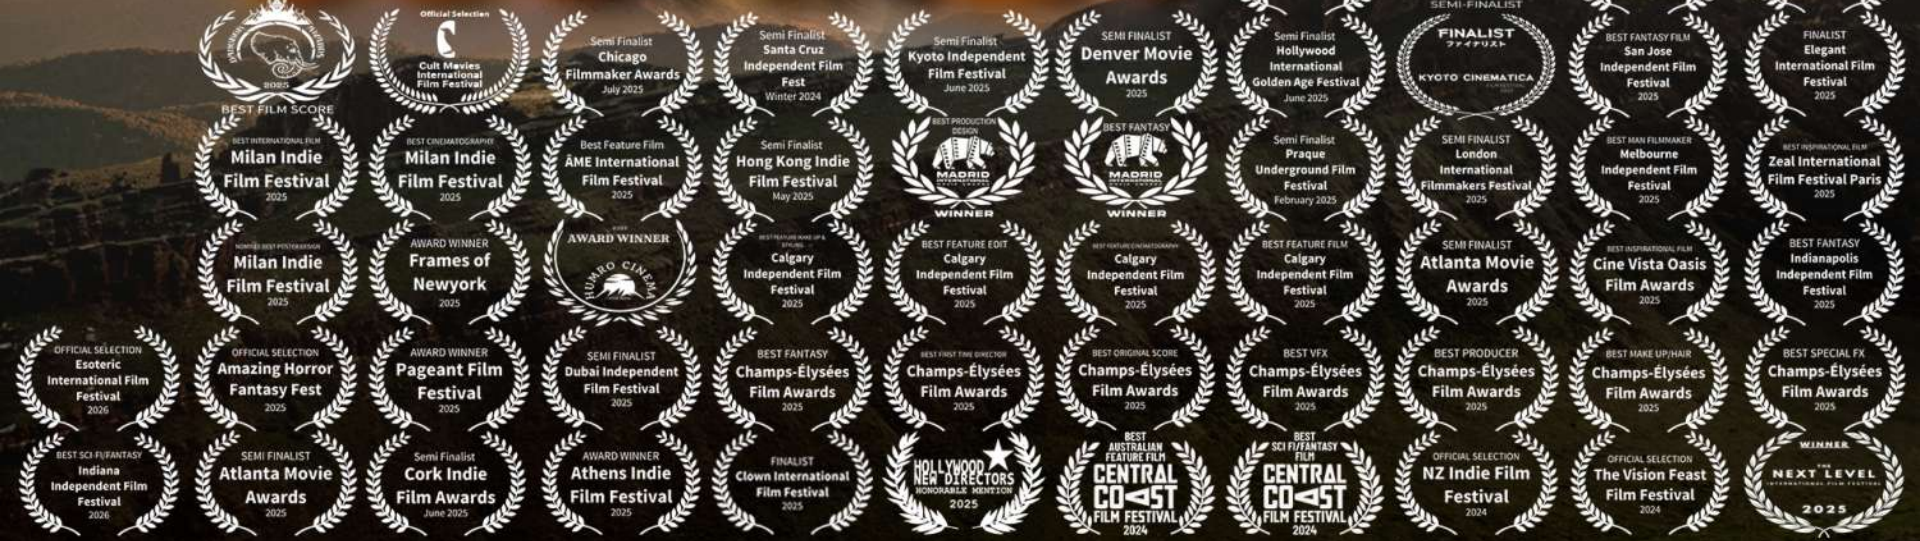 SEMI-FINALIST
2025
BEST FILM SCORE
Official Selection
Cult Movies
International
Film Festival
Semi Finalist
Chicago
Filmmaker Awards
July 2025
Semi Finalist
Santa Cruz
Independent Film
Fest
Winter 2024
Semi Finalist
Kyoto Independent
Film Festival
June 2025
SEMI FINALIST
Denver Movie
Awards
2025
Semi Finalist
Hollywood
International
Golden Age Festival
June 2025
FINALIST
ファイナリスト
KYOTO CINEMATICA
BEST FANTASY FILM
San Jose
Independent Film
Festival
2025
FINALIST
Elegant
International Film
Festival
2025
BEST INTERNATIONAL FILM
Milan Indie
Film Festival
2025
BEST CINEMATOGRAPHY
Milan Indie
Film Festival
2025
Best Feature Film
ÂME International
Film Festival
2025
Semi Finalist
Hong Kong Indie
Film Festival
May 2025
BEST PRODUCTION
DESIGN
MADRID
INTERNATIONAL
MOVIE AWARDS
WINNER
BEST FANTASY
MADRID
INTERNATIONAL
MOVIE AWARDS
WINNER
Semi Finalist
Praque
Underground Film
Festival
February 2025
SEMI FINALIST
London
International
Filmmakers Festival
2025
BEST MAN FILMMAKER
Melbourne
Independent Film
Festival
2025
BEST INSPIRATIONAL FILM
Zeal International
Film Festival Paris
2025
NOMINEE BEST POSTER DESIGN
Milan Indie
Film Festival
2025
AWARD WINNER
Frames of
Newyork
2025
AWARD WINNER
HUMRO CINEMA
BEST FEATURE MAKE UP &
STYLING
Calgary
Independent Film
Festival
2025
BEST FEATURE EDIT
Calgary
Independent Film
Festival
2025
BEST FEATURE CINEMATOGRAPHY
Calgary
Independent Film
Festival
2025
BEST FEATURE FILM
Calgary
Independent Film
Festival
2025
SEMI FINALIST
Atlanta Movie
Awards
2025
BEST INSPIRATIONAL FILM
Cine Vista Oasis
Film Awards
2025
BEST FANTASY
Indianapolis
Independent Film
Festival
2025
OFFICIAL SELECTION
Esoteric
International Film
Festival
2026
OFFICIAL SELECTION
Amazing Horror
Fantasy Fest
2025
AWARD WINNER
Pageant Film
Festival
2025
SEMI FINALIST
Dubai Independent
Film Festival
2025
BEST FANTASY
Champs-Élysées
Film Awards
2025
BEST FIRST TIME DIRECTOR
Champs-Élysées
Film Awards
2025
BEST ORIGINAL SCORE
Champs-Élysées
Film Awards
2025
BEST VFX
Champs-Élysées
Film Awards
2025
BEST PRODUCER
Champs-Élysées
Film Awards
2025
BEST MAKE UP/HAIR
Champs-Élysées
Film Awards
2025
BEST SPECIAL FX
Champs-Élysées
Film Awards
2025
BEST SCI-FI/FANTASY
Indiana
Independent Film
Festival
2026
SEMI FINALIST
Atlanta Movie
Awards
2025
Semi Finalist
Cork Indie
Film Awards
June 2025
AWARD WINNER
Athens Indie
Film Festival
2025
FINALIST
Clown International
Film Festival
2025
HOLLYWOOD
NEW DIRECTORS
HONORABLE MENTION
2025
BEST
AUSTRALIAN
FEATURE FILM
CENTRAL
COAST
FILM FESTIVAL
2024
BEST
SCI FI/FANTASY
FILM
CENTRAL
COAST
FILM FESTIVAL
2024
OFFICIAL SELECTION
NZ Indie Film
Festival
2024
OFFICIAL SELECTION
The Vision Feast
Film Festival
2024
WINNER
THE
NEXT LEVEL
INTERNATIONAL FILM FESTIVAL
2025